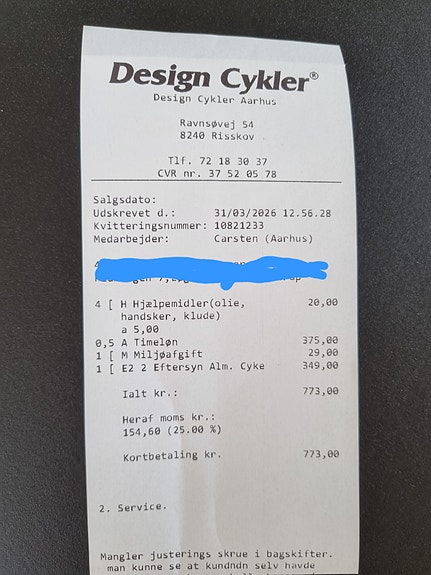 Design Cykler®
Design Cykler Aarhus
Ravnsøvej 54
8240 Risskov
Tlf. 72 18 30 37
CVR nr. 37 52 05 78
Salgsdato:
Udskrevet d.: 31/03/2026 12.56.28
Kvitteringsnummer: 10821233
Medarbejder: Carsten (Aarhus)
4 [ H Hjælpemidler(olie, 20,00
handsker, klude)
a 5,00
0,5 A Timeløn 375,00
1 [ M Miljøafgift 29,00
1 [ E2 2 Eftersyn Alm. Cyke 349,00
Ialt kr.: 773,00
Heraf moms kr.:
154,60 (25.00 %)
Kortbetaling kr. 773,00
2. Service.
Mangler justerings skrue i bagskifter.
man kunne se at kundndn selv havde